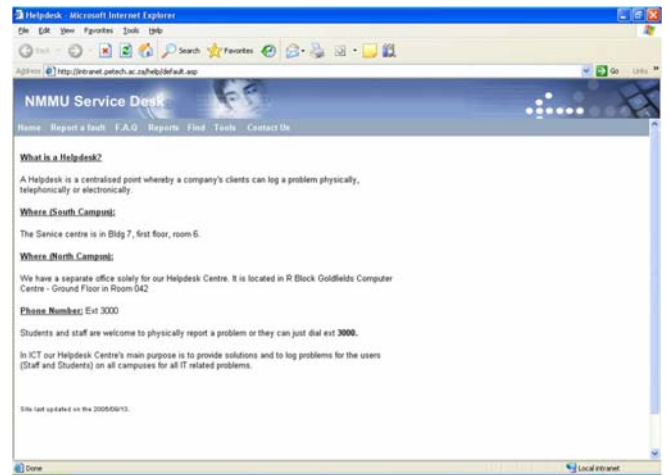 Helpdesk - Microsoft Internet Explorer
File Edit View Favorites Tools Help
Search Favorites
Address http://intranet.petech.ac.za/help/default.asp Go Links »
NMMU Service Desk
Home Report a fault F.A.Q Reports Find Tools Contact Us
What is a Helpdesk?
A Helpdesk is a centralised point whereby a company's clients can log a problem physically,
telephonically or electronically.
Where (South Campus):
The Service centre is in Bldg 7, first floor, room 6.
Where (North Campus):
We have a separate office solely for our Helpdesk Centre. It is located in R Block Goldfields Computer
Centre - Ground Floor in Room 042
Phone Number: Ext 3000
Students and staff are welcome to physically report a problem or they can just dial ext 3000.
In ICT our Helpdesk Centre's main purpose is to provide solutions and to log problems for the users
(Staff and Students) on all campuses for all IT related problems.
Site last updated on the 2005/09/13.
Done Local intranet